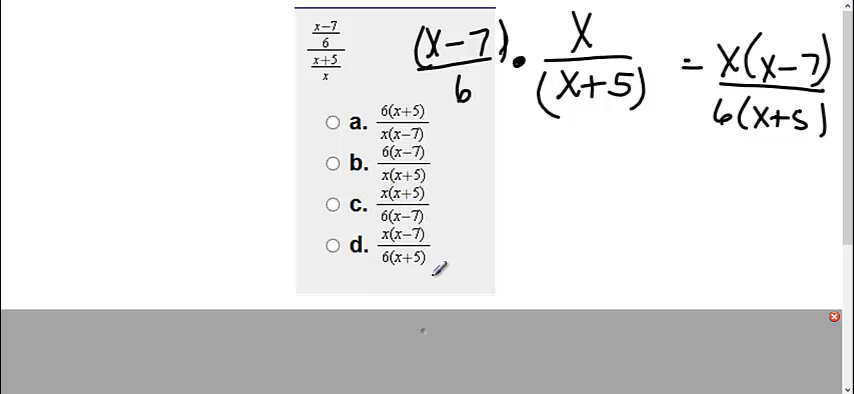 x−7
6
x+5
x
(x−7)/6 · x/(x+5) = x(x−7)/6(x+5)
a. 6(x+5)/x(x−7)
b. 6(x−7)/x(x+5)
c. x(x+5)/6(x−7)
d. x(x−7)/6(x+5)